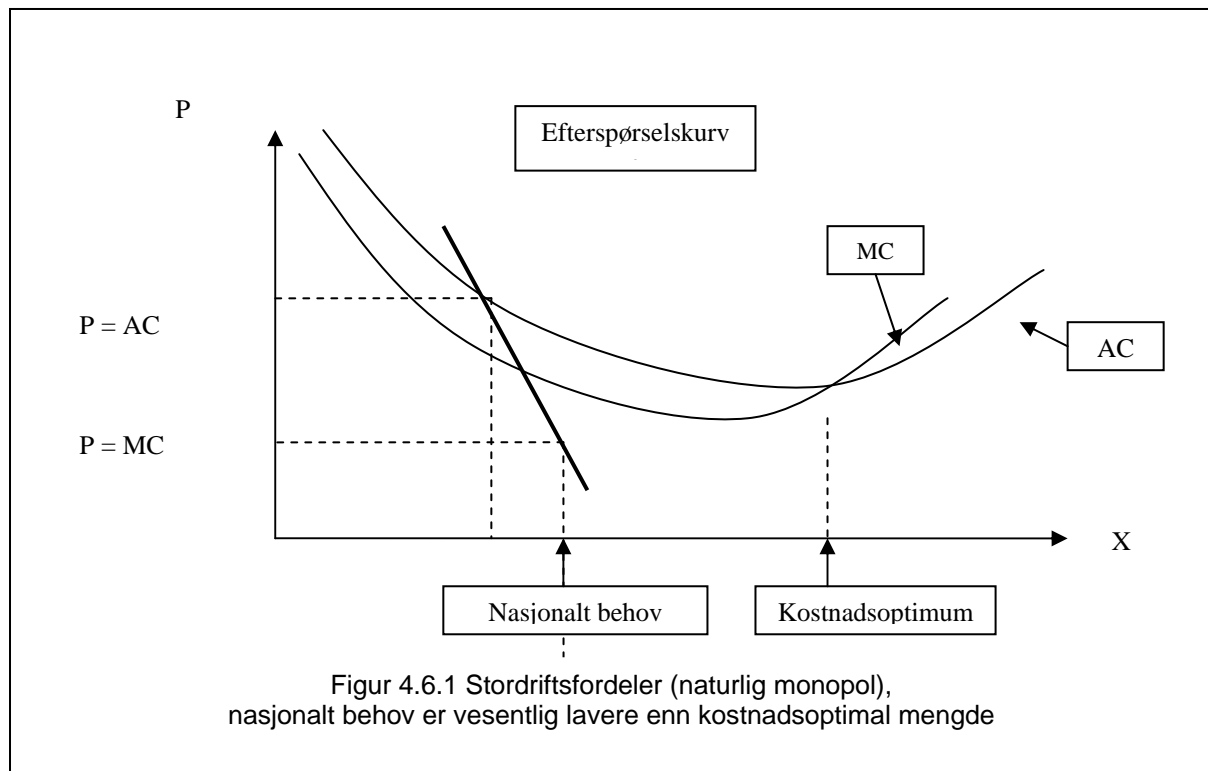 P
Efterspørselskurv
MC
P = AC
AC
P = MC
X
Nasjonalt behov
Kostnadsoptimum
Figur 4.6.1 Stordriftsfordeler (naturlig monopol),
nasjonalt behov er vesentlig lavere enn kostnadsoptimal mengde